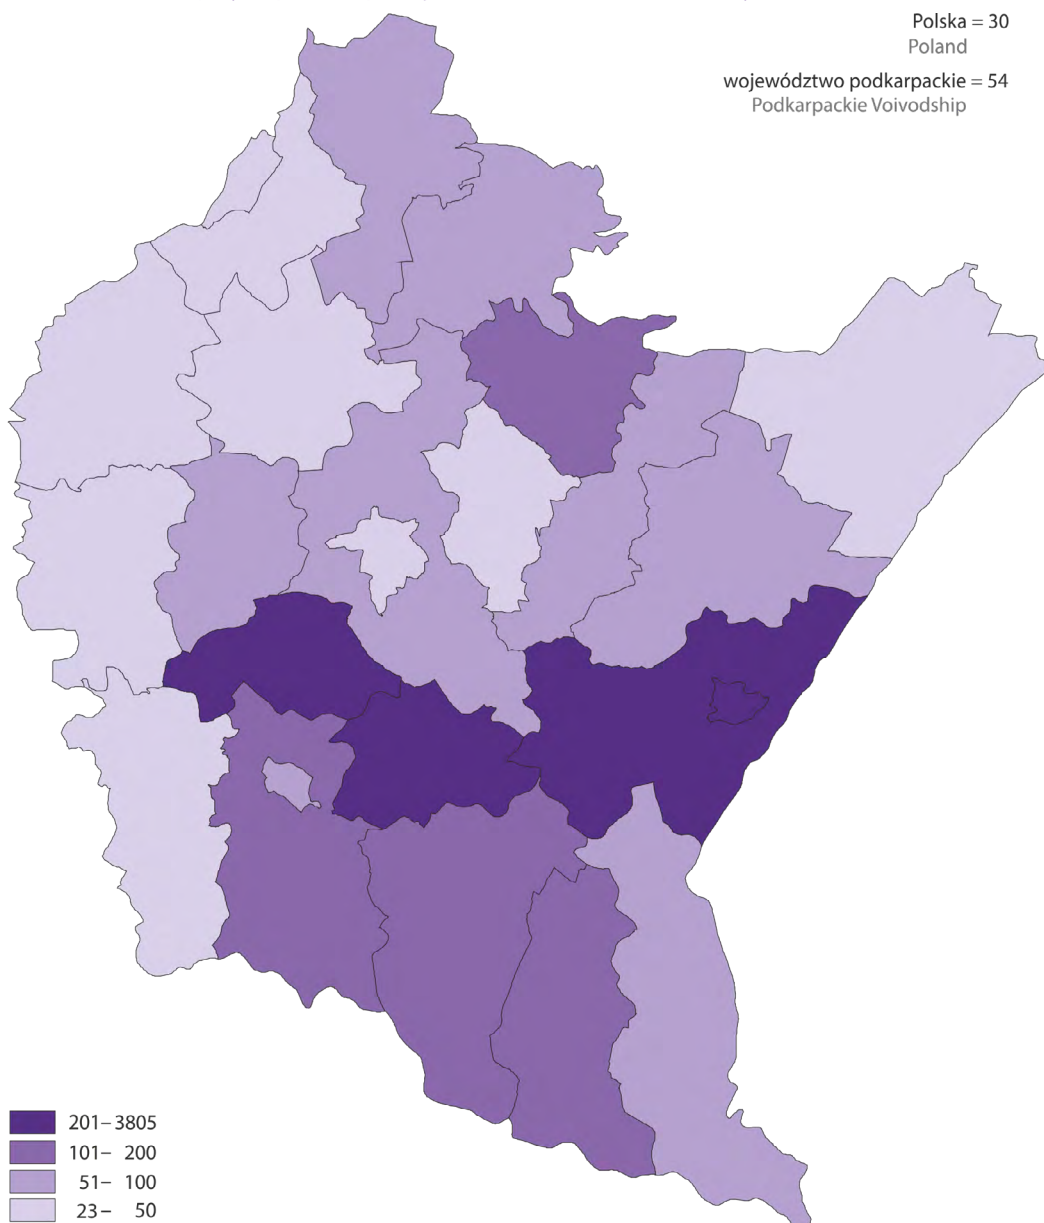 Polska = 30
Poland
województwo podkarpackie = 54
Podkarpackie Voivodship
201– 3805
101– 200
51– 100
23– 50